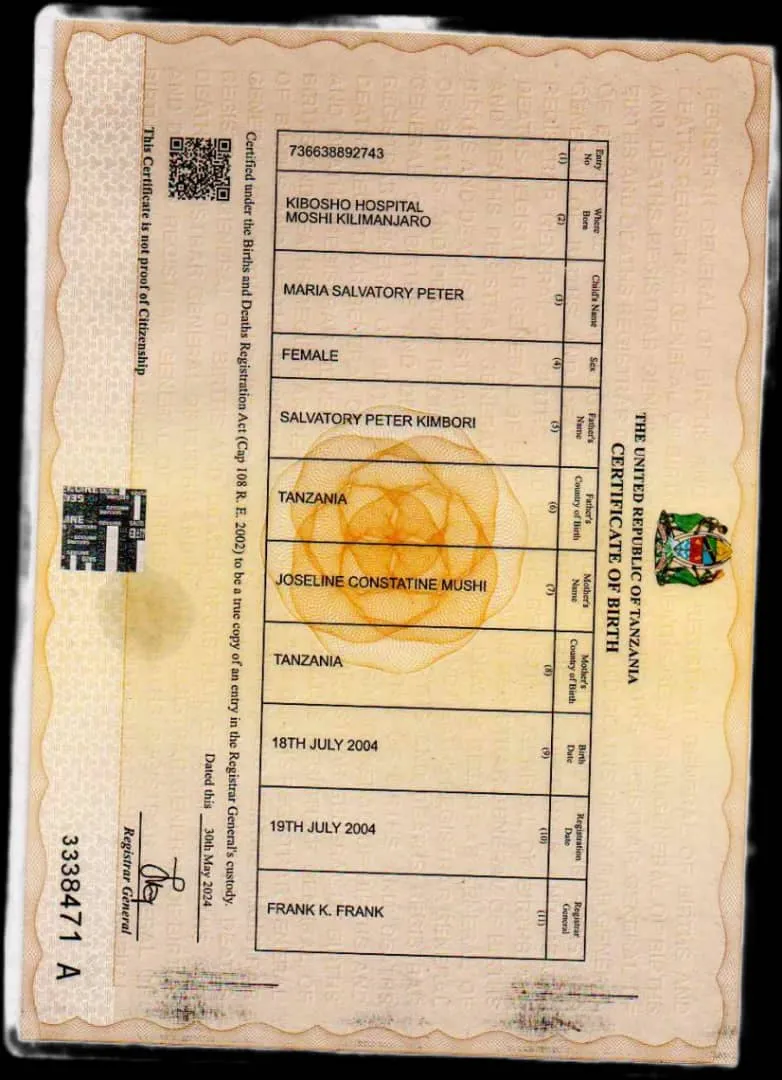 THE UNITED REPUBLIC OF TANZANIA
CERTIFICATE OF BIRTH
Entry No
Where Born
Child's Name
Sex
Father's Name
Father's Country of Birth
Mother's Name
Mother's Country of Birth
Birth Date
Registration Date
Registrar General
(1) (2) (3) (4) (5) (6) (7) (8) (9) (10) (11)
736638892743
KIBOSHO HOSPITAL
MOSHI KILIMANJARO
MARIA SALVATORY PETER
FEMALE
SALVATORY PETER KIMBORI
TANZANIA
JOSELINE CONSTATINE MUSHI
TANZANIA
18TH JULY 2004
19TH JULY 2004
FRANK K. FRANK
Certified under the Births and Deaths Registration Act (Cap 108 R. E. 2002) to be a true copy of an entry in the Registrar General's custody.
Dated this 30th May 2024
Registrar General
This Certificate is not proof of Citizenship
3338471 A